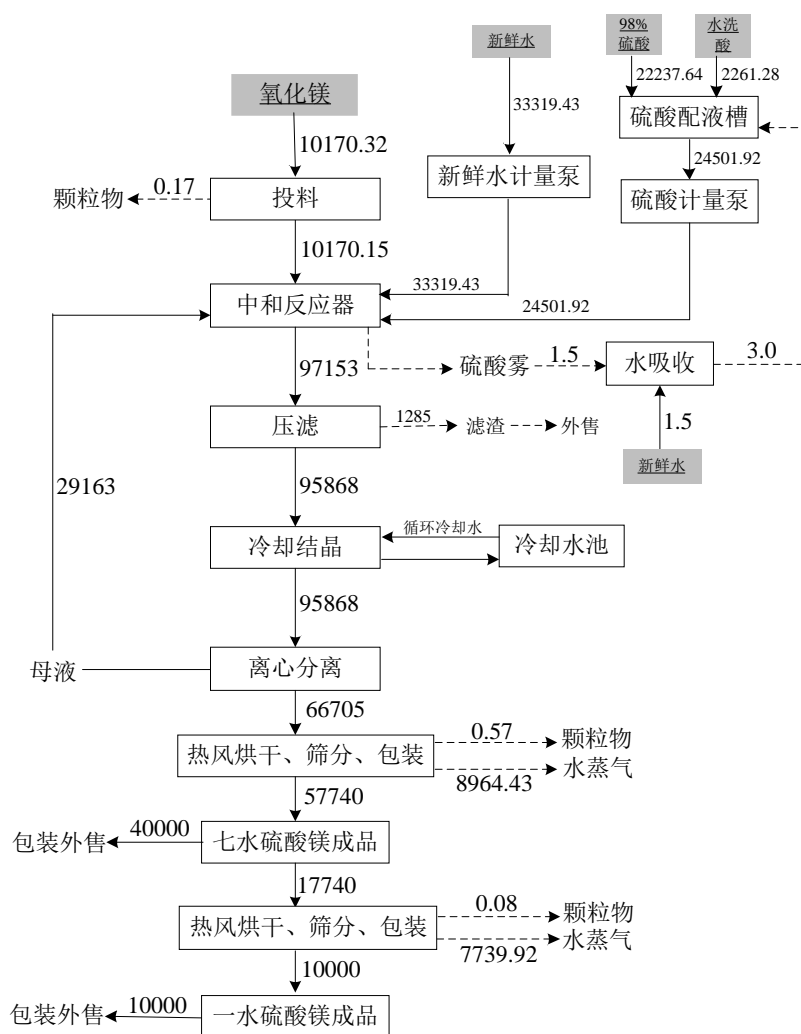 98%
硫酸
水洗
酸
新鲜水
22237.64
2261.28
氧化镁
33319.43
硫酸配液槽
10170.32
24501.92
0.17
颗粒物
投料
新鲜水计量泵
硫酸计量泵
10170.15
33319.43
24501.92
中和反应器
97153
硫酸雾
1.5
水吸收
3.0
压滤
1285
滤渣
外售
1.5
新鲜水
29163
95868
循环冷却水
冷却结晶
冷却水池
95868
母液
离心分离
66705
0.57
颗粒物
热风烘干、筛分、包装
水蒸气
8964.43
57740
40000
包装外售
七水硫酸镁成品
17740
0.08
颗粒物
热风烘干、筛分、包装
水蒸气
7739.92
10000
10000
包装外售
一水硫酸镁成品